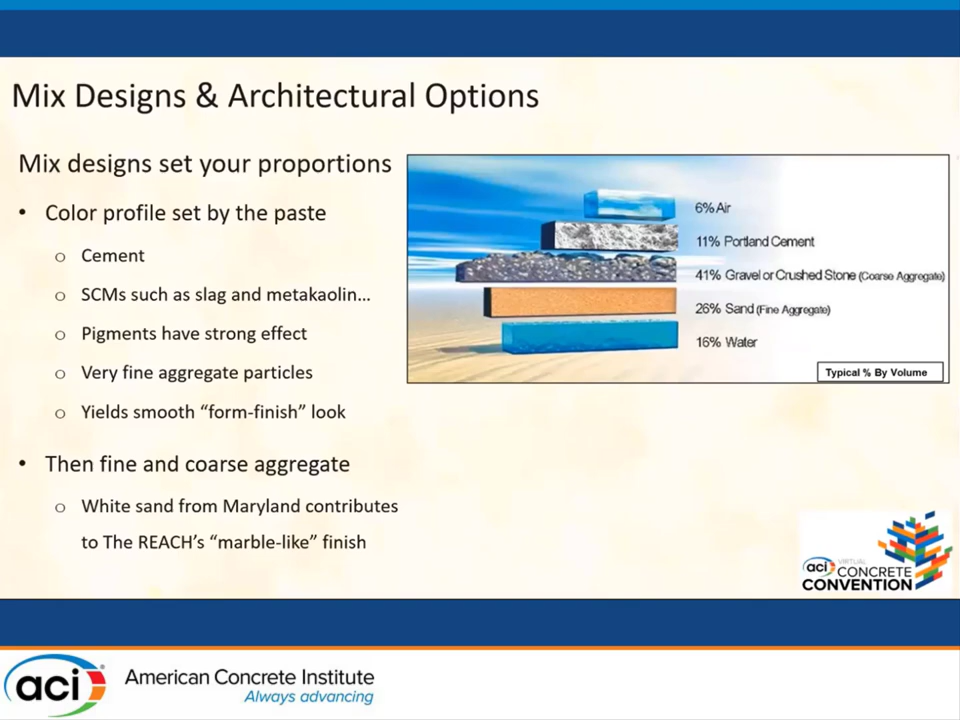 Mix Designs & Architectural Options
Mix designs set your proportions
• Color profile set by the paste
o Cement
o SCMs such as slag and metakaolin…
o Pigments have strong effect
o Very fine aggregate particles
o Yields smooth “form-finish” look
• Then fine and coarse aggregate
o White sand from Maryland contributes
to The REACH’s “marble-like” finish
6% Air
11% Portland Cement
41% Gravel or Crushed Stone (Coarse Aggregate)
26% Sand (Fine Aggregate)
16% Water
Typical % By Volume
aci VIRTUAL
CONCRETE
CONVENTION
aci
American Concrete Institute
Always advancing